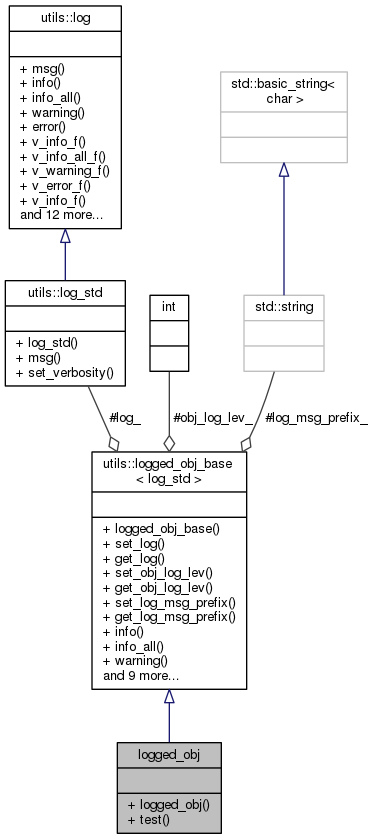 utils::log
+ msg()
+ info()
+ info_all()
+ warning()
+ error()
+ v_info_f()
+ v_info_all_f()
+ v_warning_f()
+ v_error_f()
+ v_info_f()
and 12 more...
std::basic_string<
char >
utils::log_std
+ log_std()
+ msg()
+ set_verbosity()
int
std::string
#log_
#obj_log_lev_
#log_msg_prefix_
utils::logged_obj_base
< log_std >
+ logged_obj_base()
+ set_log()
+ get_log()
+ set_obj_log_lev()
+ get_obj_log_lev()
+ set_log_msg_prefix()
+ get_log_msg_prefix()
+ info()
+ info_all()
+ warning()
and 9 more...
logged_obj
+ logged_obj()
+ test()